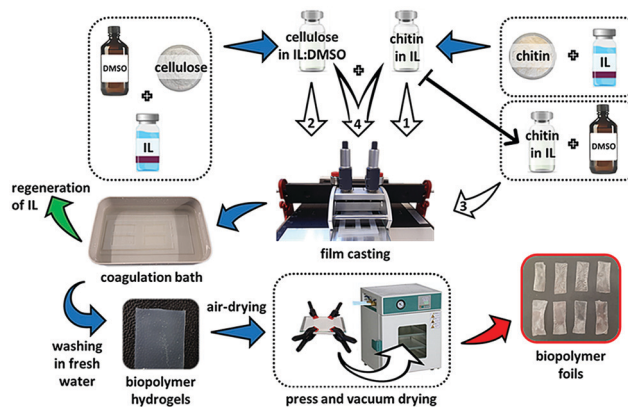 DMSO
cellulose
+
IL
cellulose
in IL:DMSO
+
chitin
in IL
chitin
+
IL
chitin
in IL
+
DMSO
2
4
1
3
regeneration
of IL
coagulation bath
film casting
washing
in fresh
water
biopolymer
hydrogels
air-drying
press and vacuum drying
biopolymer
foils